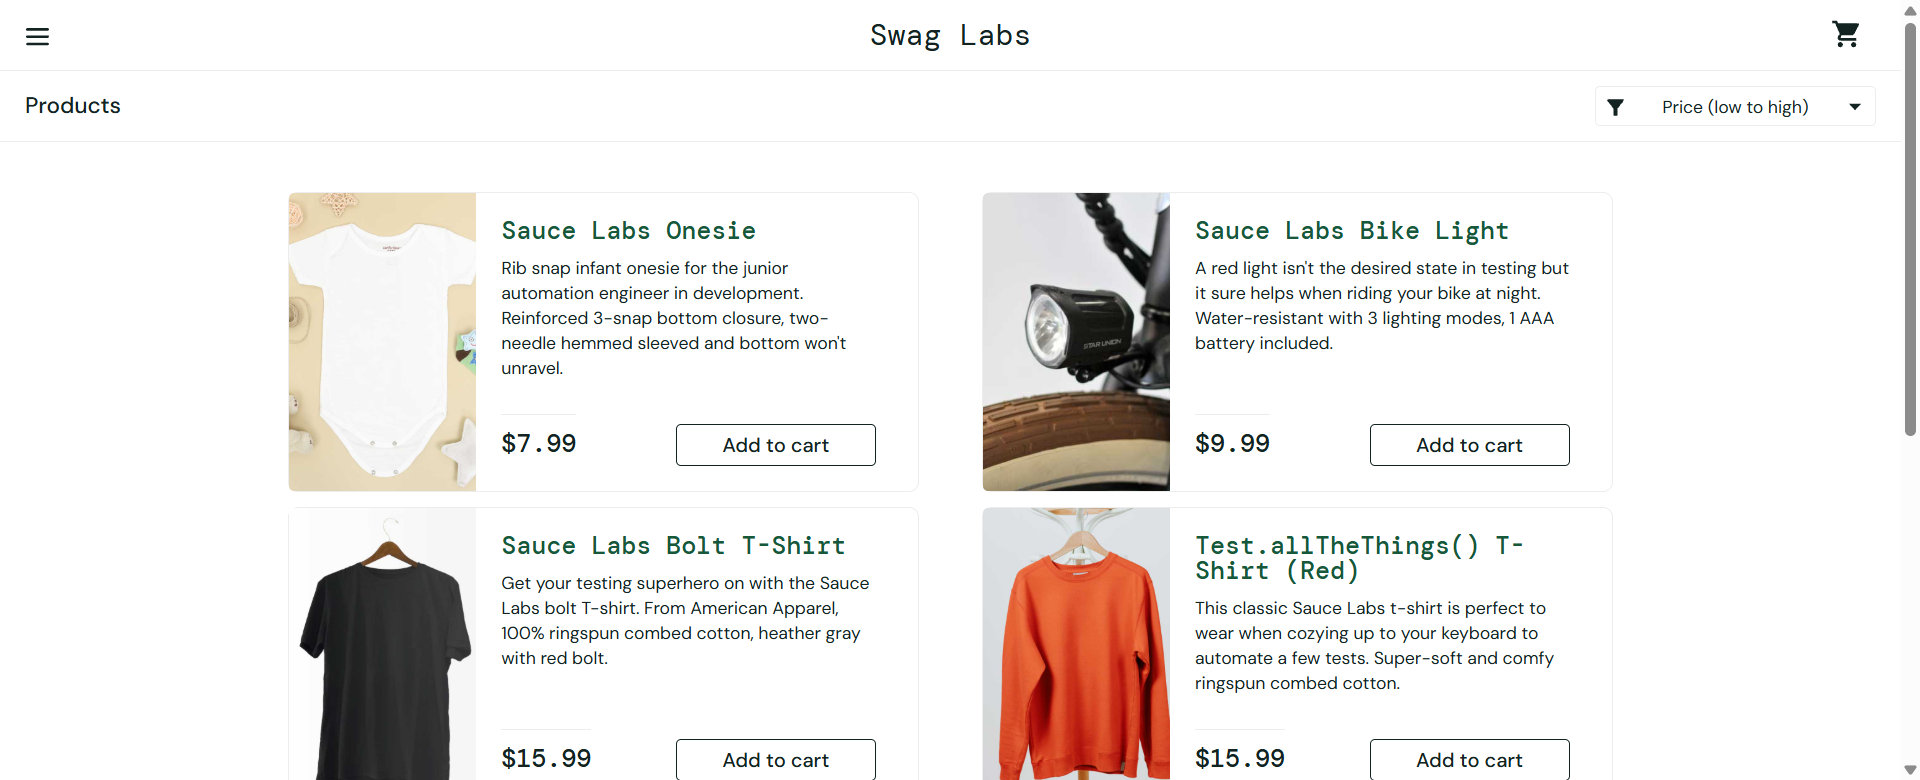 Swag Labs
Products
Price (low to high)
Sauce Labs Onesie
Rib snap infant onesie for the junior
automation engineer in development.
Reinforced 3-snap bottom closure, two-
needle hemmed sleeved and bottom won't
unravel.
$7.99
Add to cart
Sauce Labs Bike Light
A red light isn't the desired state in testing but
it sure helps when riding your bike at night.
Water-resistant with 3 lighting modes, 1 AAA
battery included.
STAR UNION
$9.99
Add to cart
Sauce Labs Bolt T-Shirt
Get your testing superhero on with the Sauce
Labs bolt T-shirt. From American Apparel,
100% ringspun combed cotton, heather gray
with red bolt.
$15.99
Add to cart
Test.allTheThings() T-
Shirt (Red)
This classic Sauce Labs t-shirt is perfect to
wear when cozying up to your keyboard to
automate a few tests. Super-soft and comfy
ringspun combed cotton.
$15.99
Add to cart